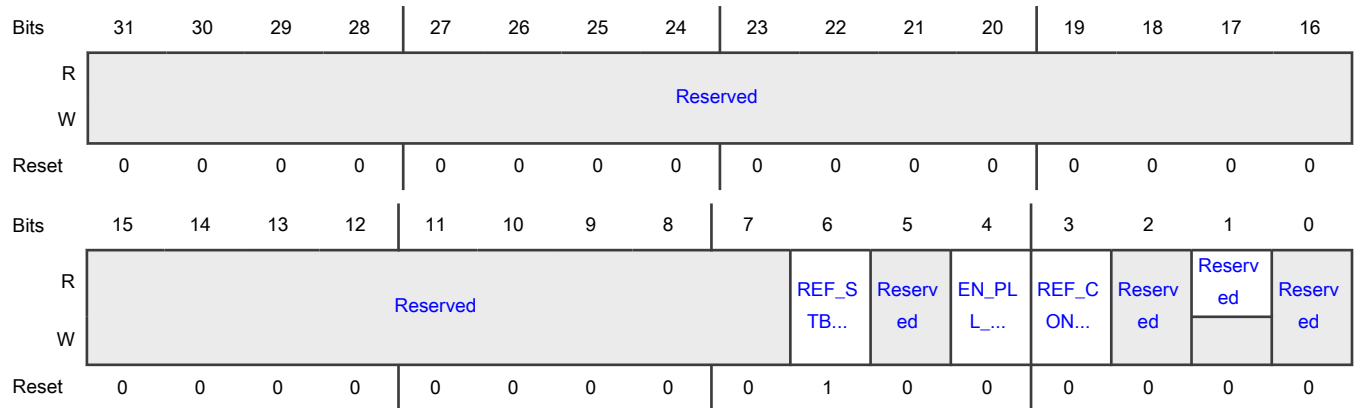 Bits 31 30 29 28 27 26 25 24 23 22 21 20 19 18 17 16
R
Reserved
W
Reset 0 0 0 0 0 0 0 0 0 0 0 0 0 0 0 0
Bits 15 14 13 12 11 10 9 8 7 6 5 4 3 2 1 0
R Reserved REF_S Reserv EN_PL REF_C Reserv Reserv Reserv
W TB... ed L_... ON... ed ed ed
Reset 0 0 0 0 0 0 0 0 0 1 0 0 0 0 0 0